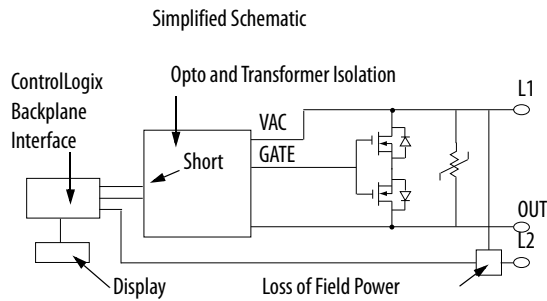 Simplified Schematic
ControlLogix
Backplane
Interface
Opto and Transformer Isolation
L1
VAC
GATE
Short
OUT
L2
Display
Loss of Field Power